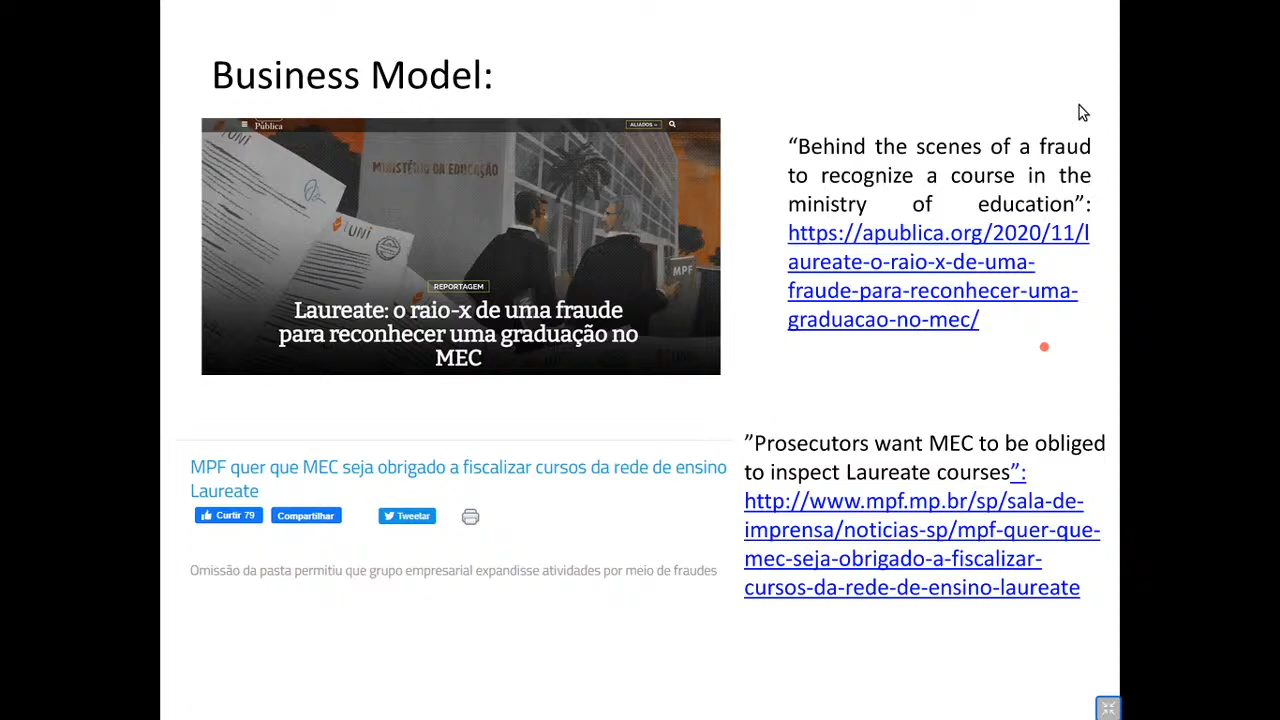 Business Model:
Pública
ALIADOS
TUNI
MINISTÉRIO DA EDUCAÇÃO
TUNI
MPF
REPORTAGEM
Laureate: o raio-x de uma fraude
para reconhecer uma graduação no
MEC
“Behind the scenes of a fraud
to recognize a course in the
ministry of education”:
https://apublica.org/2020/11/l
aureate-o-raio-x-de-uma-
fraude-para-reconhecer-uma-
graduacao-no-mec/
MPF quer que MEC seja obrigado a fiscalizar cursos da rede de ensino
Laureate
Curtir 79
Compartilhar
Tweetar
Omissão da pasta permitiu que grupo empresarial expandisse atividades por meio de fraudes
”Prosecutors want MEC to be obliged
to inspect Laureate courses”:
http://www.mpf.mp.br/sp/sala-de-
imprensa/noticias-sp/mpf-quer-que-
mec-seja-obrigado-a-fiscalizar-
cursos-da-rede-de-ensino-laureate